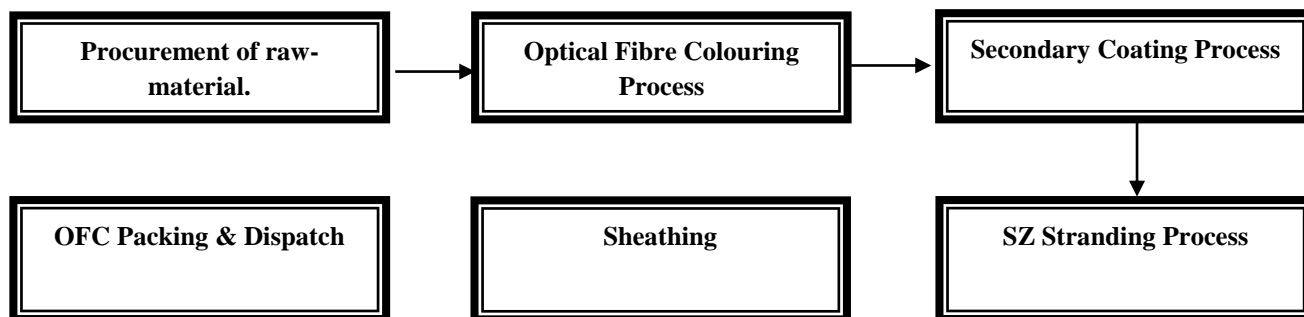 Procurement of raw-
material.
Optical Fibre Colouring
Process
Secondary Coating Process
OFC Packing & Dispatch
Sheathing
SZ Stranding Process